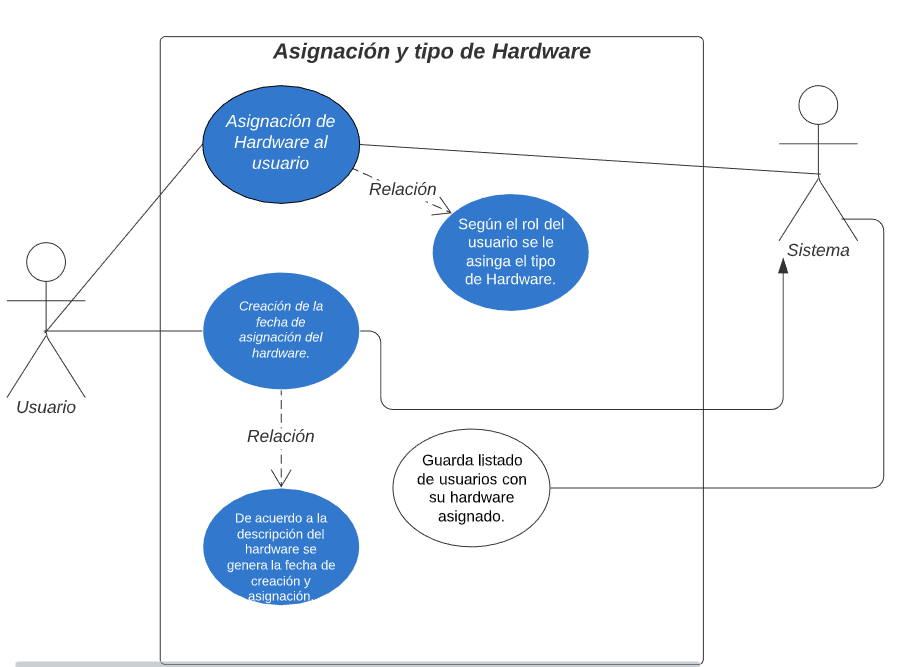 Asignación y tipo de Hardware
Asignación de
Hardware al
usuario
Relación
Según el rol del
usuario se le
asinga el tipo
de Hardware.
Sistema
Creación de la
fecha de
asignación del
hardware.
Usuario
Relación
Guarda listado
de usuarios con
su hardware
asignado.
De acuerdo a la
descripción del
hardware se
genera la fecha de
creación y
asignación.